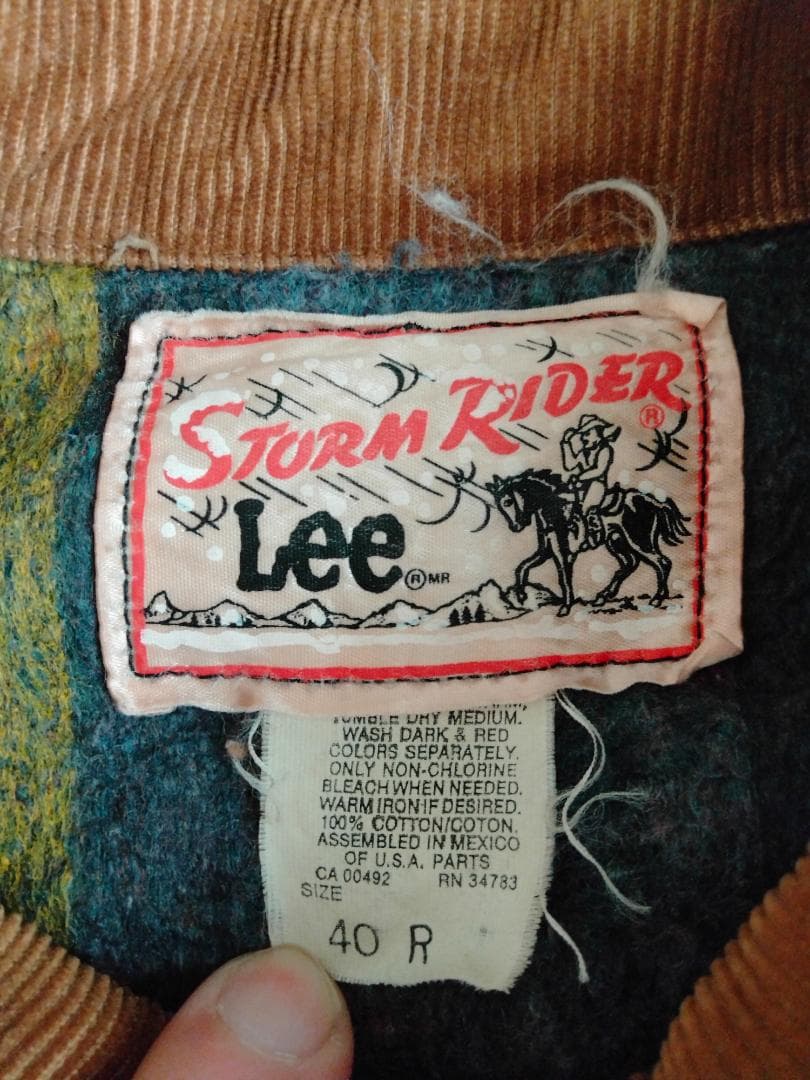 STORM RIDER ®
Lee ® MR
TUMBLE DRY MEDIUM.
WASH DARK & RED
COLORS SEPARATELY.
ONLY NON-CHLORINE
BLEACH WHEN NEEDED.
WARM IRON IF DESIRED.
100% COTTON/COTON.
ASSEMBLED IN MEXICO
OF U.S.A. PARTS
CA 00492 RN 34783
SIZE
40 R